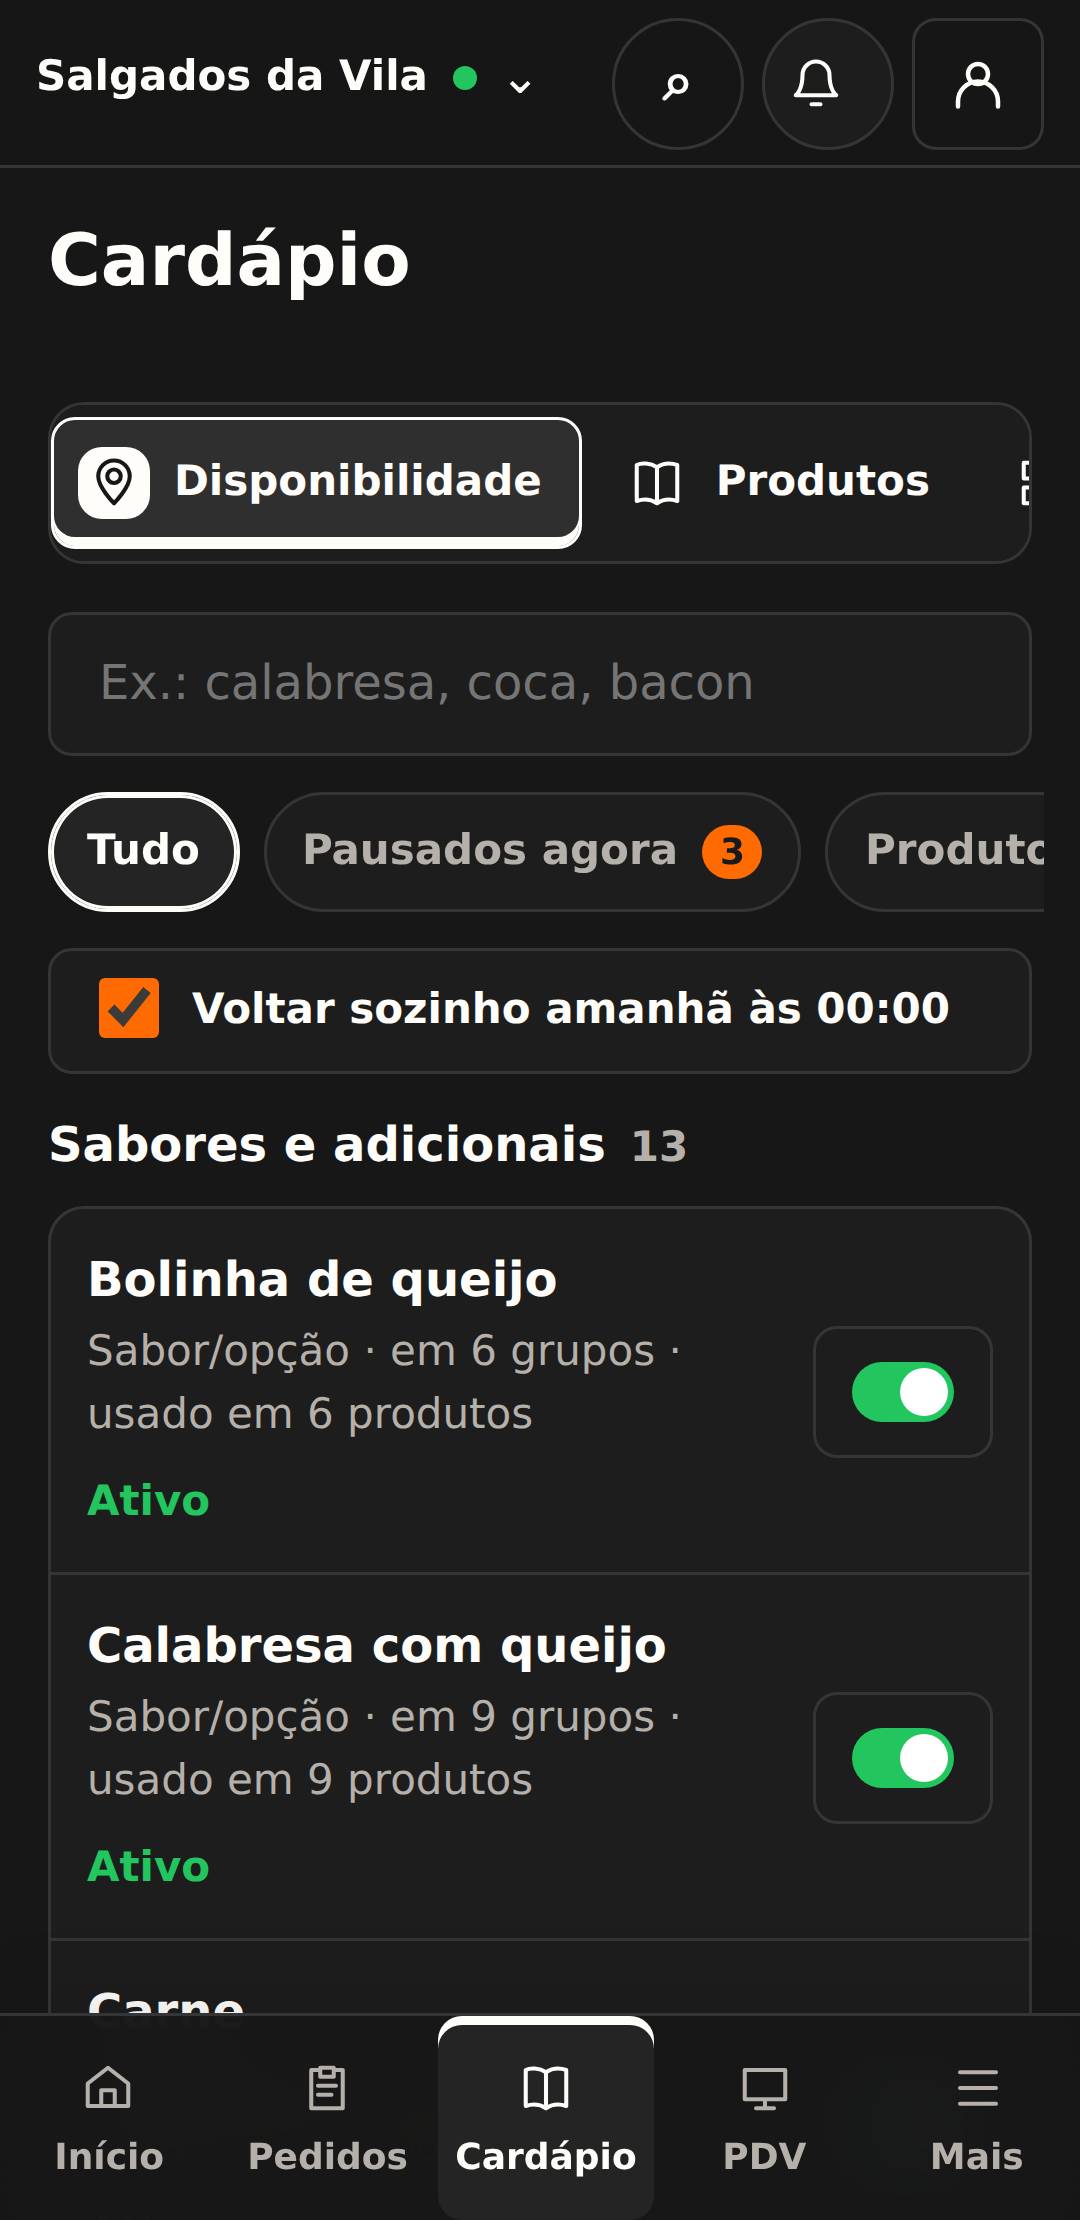 Salgados da Vila
Cardápio
Disponibilidade
Produtos
Ex.: calabresa, coca, bacon
Tudo
Pausados agora 3
Voltar sozinho amanhã às 00:00
Sabores e adicionais 13
Bolinha de queijo
Sabor/opção · em 6 grupos ·
usado em 6 produtos
Ativo
Calabresa com queijo
Sabor/opção · em 9 grupos ·
usado em 9 produtos
Ativo
Carne
Início
Pedidos
Cardápio
PDV
Mais